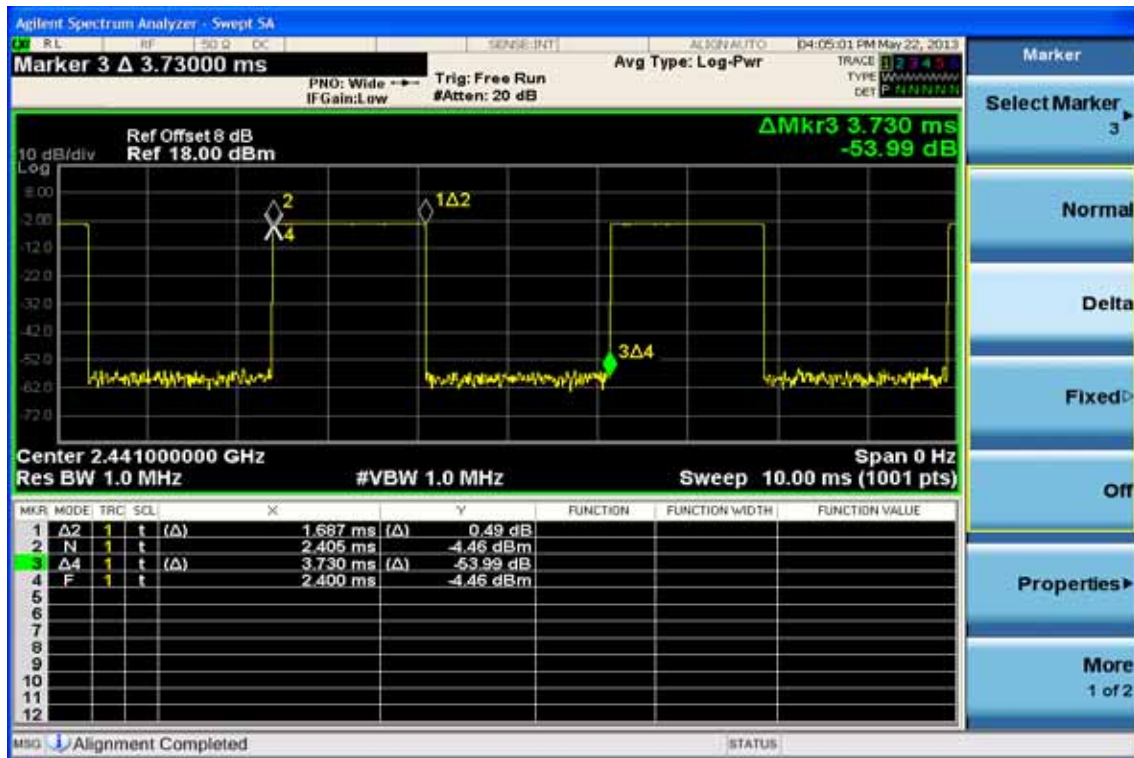 Agilent Spectrum Analyzer - Swept SA
RL RF 50 Ω DC SENSE:INT ALIGN AUTO 04:05:01 PM May 22, 2013
Marker 3 Δ 3.73000 ms
PNO: Wide
IFGain:Low
Trig: Free Run
#Atten: 20 dB
Avg Type: Log-Pwr
TRACE 1 2 3 4 5 6
TYPE WWWWWW
DET P N N N N N
Ref Offset 8 dB
10 dB/div Ref 18.00 dBm
Log
ΔMkr3 3.730 ms
-53.99 dB
8.00
-2.00
-12.0
-22.0
-32.0
-42.0
-52.0
-62.0
-72.0
2
4
1Δ2
3Δ4
Center 2.441000000 GHz Span 0 Hz
Res BW 1.0 MHz #VBW 1.0 MHz Sweep 10.00 ms (1001 pts)
MKR MODE TRC SCL X Y FUNCTION FUNCTION WIDTH FUNCTION VALUE
1 Δ2 1 t (Δ) 1.687 ms (Δ) 0.49 dB
2 N 1 t 2.405 ms -4.46 dBm
3 Δ4 1 t (Δ) 3.730 ms (Δ) -53.99 dB
4 F 1 t 2.400 ms -4.46 dBm
5
6
7
8
9
10
11
12
MSG Alignment Completed STATUS
Marker
Select Marker
3
Normal
Delta
Fixed
Off
Properties
More
1 of 2